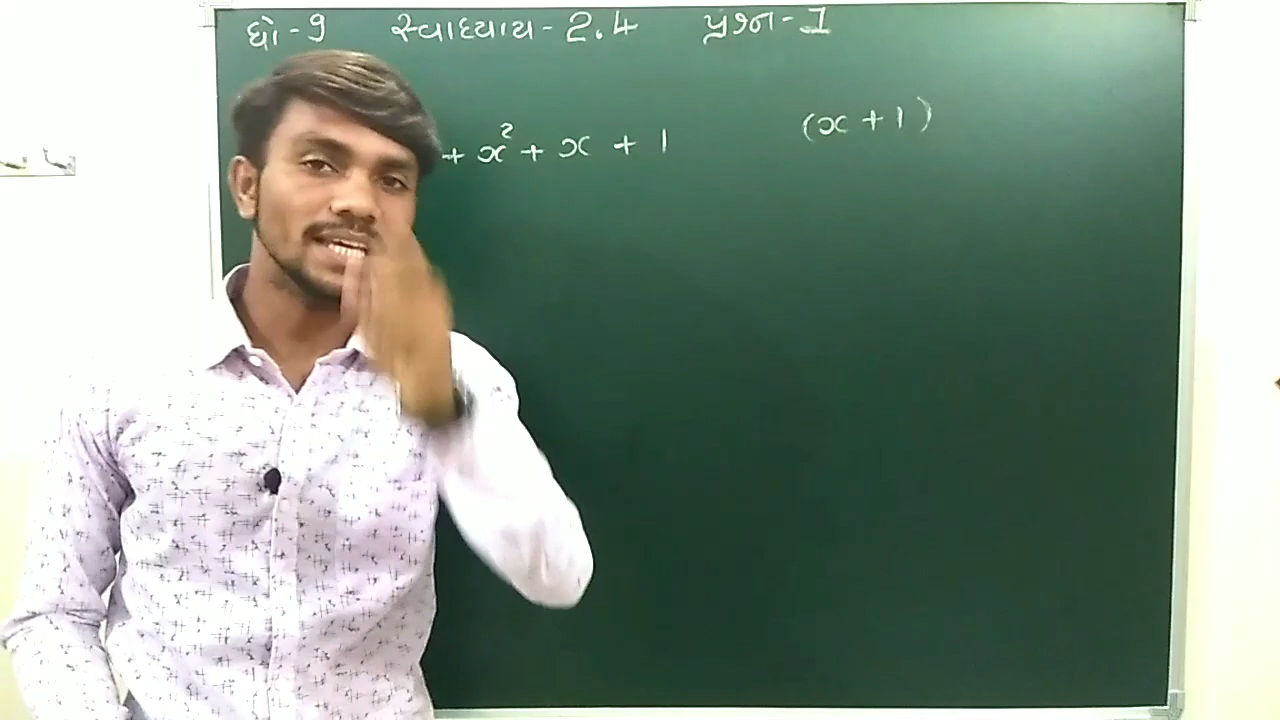 ધો - 9 સ્વાધ્યાય - 2.4 પ્રશ્ન - 1
+ x² + x + 1 (x + 1)